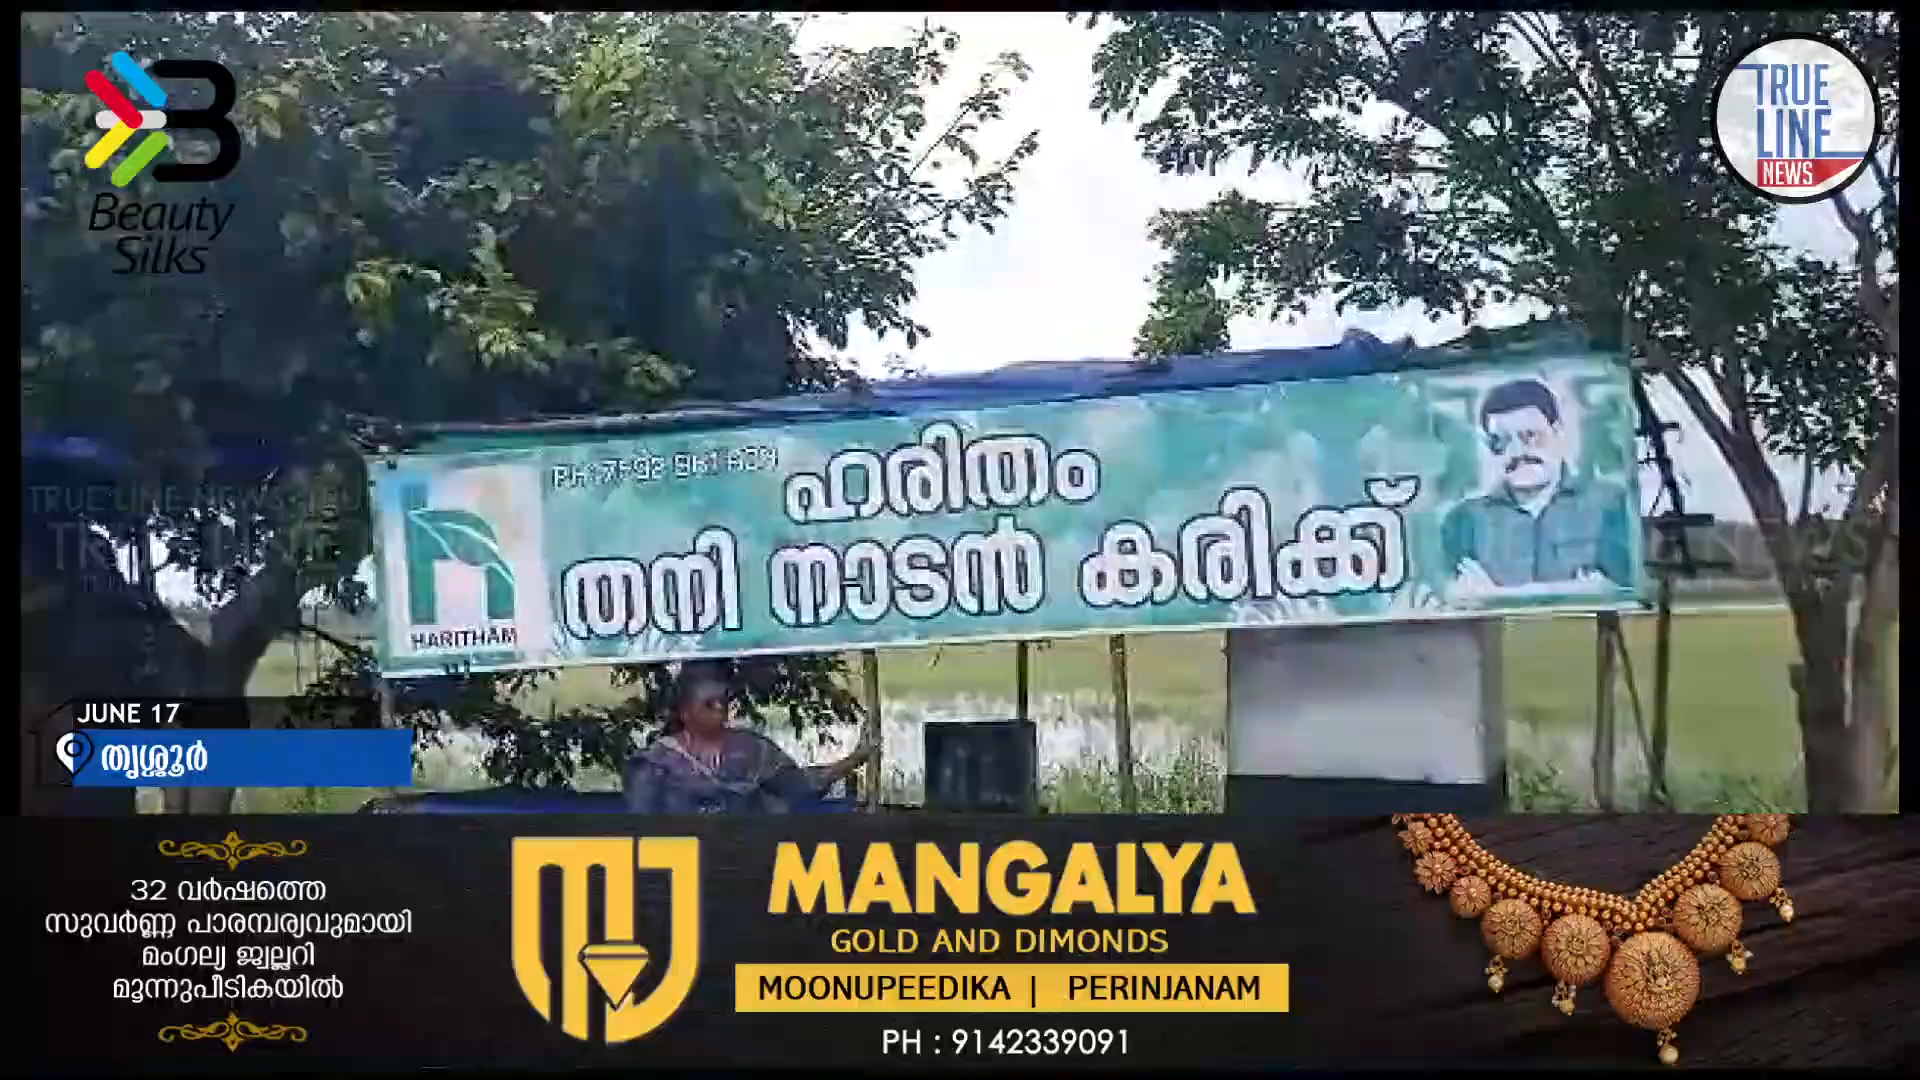 Beauty
Silks
TRUE
LINE
NEWS
ഹരിതം
തനി നാടൻ കരിക്ക്
HARITHAM
JUNE 17
തൃശ്ശൂർ
32 വർഷത്തെ
സുവർണ്ണ പാരമ്പര്യവുമായി
മംഗല്യ ജ്വല്ലറി
മൂന്നുപീടികയിൽ
MANGALYA
GOLD AND DIMONDS
MOONUPEEDIKA | PERINJANAM
PH : 9142339091